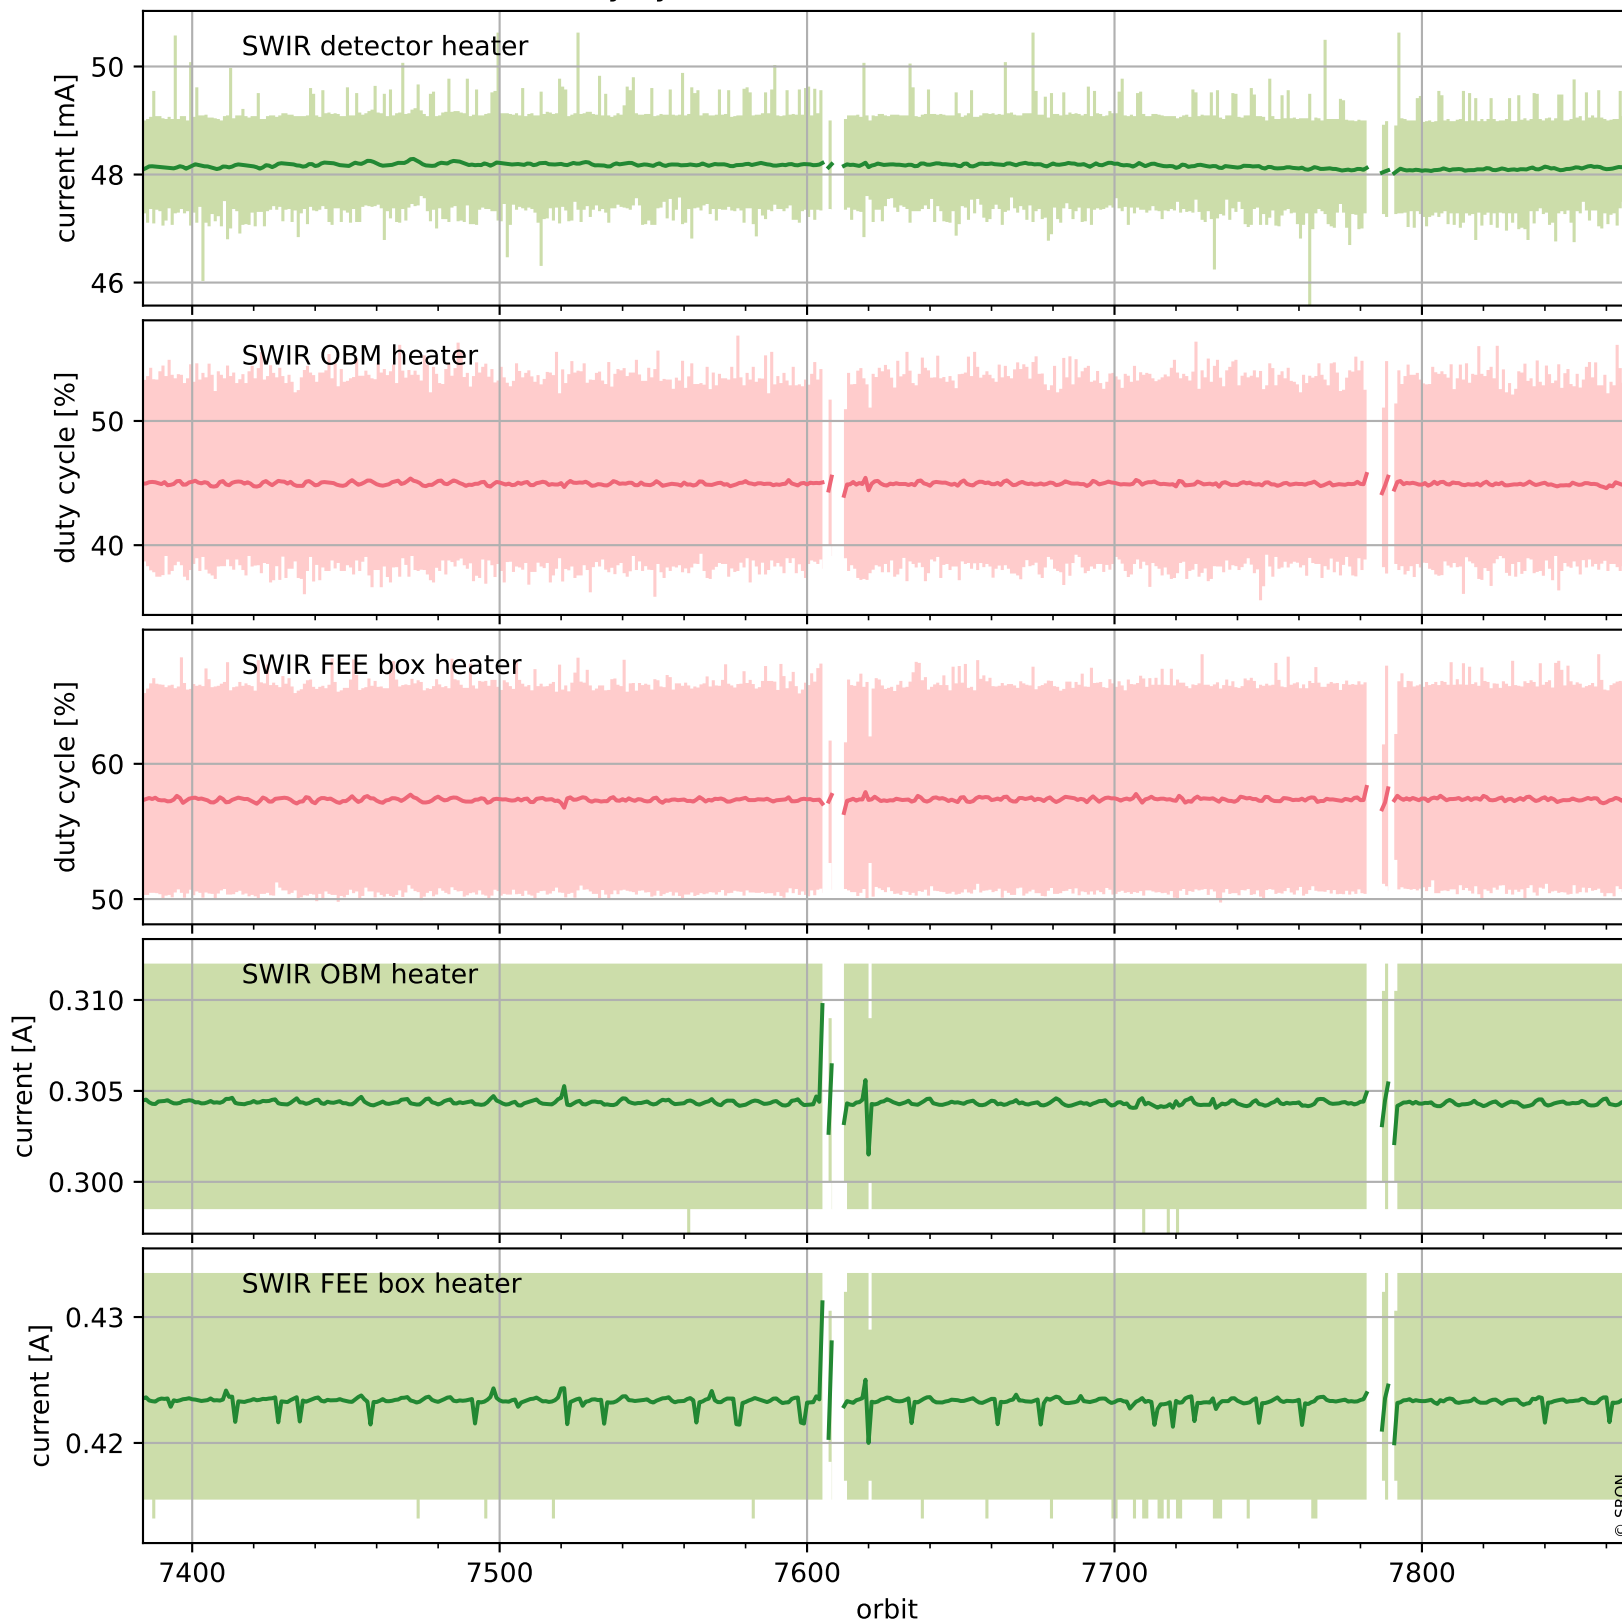 SWIR detector heater
current [mA]
50
48
46
SWIR OBM heater
duty cycle [%]
50
40
SWIR FEE box heater
duty cycle [%]
60
50
SWIR OBM heater
current [A]
0.310
0.305
0.300
SWIR FEE box heater
current [A]
0.43
0.42
7400 7500 7600 7700 7800
orbit
© SRON